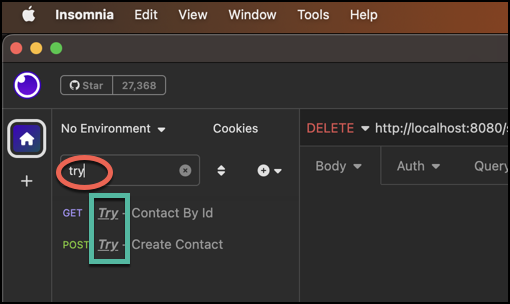 Insomnia Edit View Window Tools Help
Star 27,368
No Environment Cookies
DELETE http://localhost:8080/
try
Body Auth Query
GET Try - Contact By Id
POST Try - Create Contact